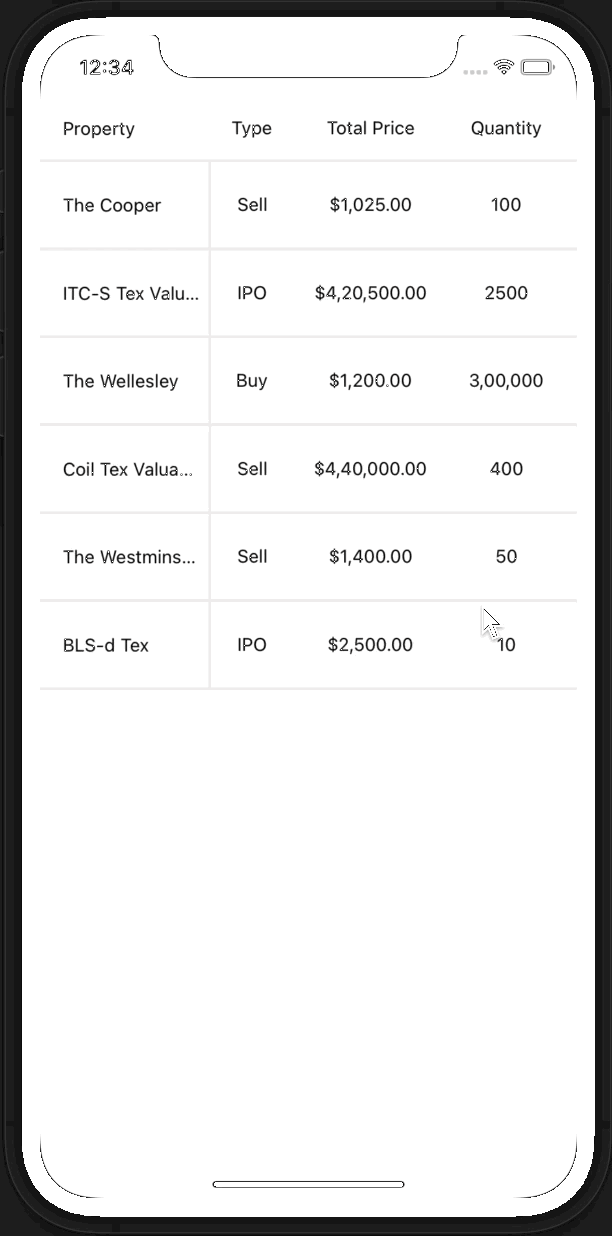 12:34
Property Type Total Price Quantity
The Cooper Sell $1,025.00 100
ITC-S Tex Valu... IPO $4,20,500.00 2500
The Wellesley Buy $1,200.00 3,00,000
Coi! Tex Valua... Sell $4,40,000.00 400
The Westmins... Sell $1,400.00 50
BLS-d Tex IPO $2,500.00 10